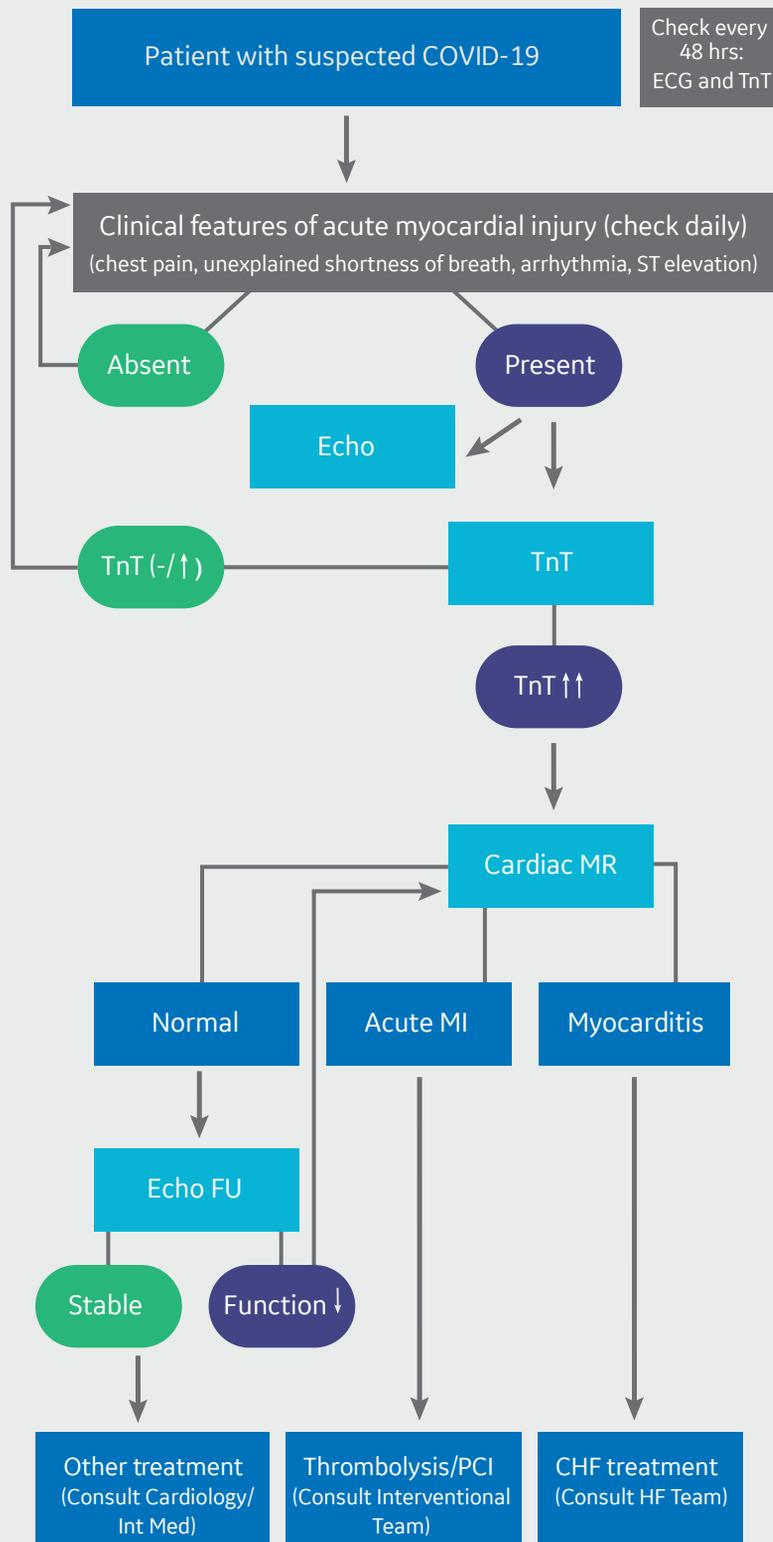 Patient with suspected COVID-19
Check every
48 hrs:
ECG and TnT
Clinical features of acute myocardial injury (check daily)
(chest pain, unexplained shortness of breath, arrhythmia, ST elevation)
Absent
Present
Echo
TnT (-/↑)
TnT
TnT ↑↑
Cardiac MR
Normal
Acute MI
Myocarditis
Echo FU
Stable
Function ↓
Other treatment
(Consult Cardiology/
Int Med)
Thrombolysis/PCI
(Consult Interventional
Team)
CHF treatment
(Consult HF Team)